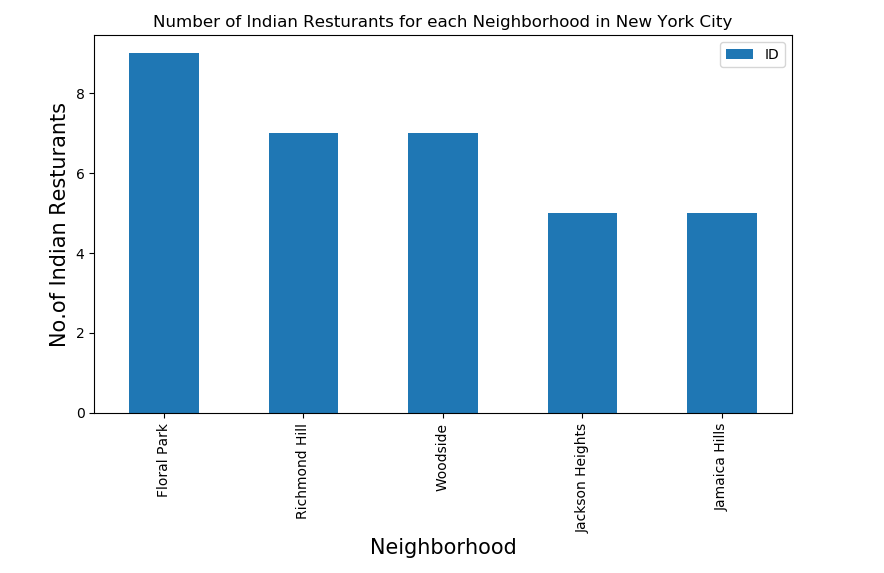 Number of Indian Resturants for each Neighborhood in New York City
ID
No.of Indian Resturants
8
6
4
2
0
Floral Park
Richmond Hill
Woodside
Jackson Heights
Jamaica Hills
Neighborhood